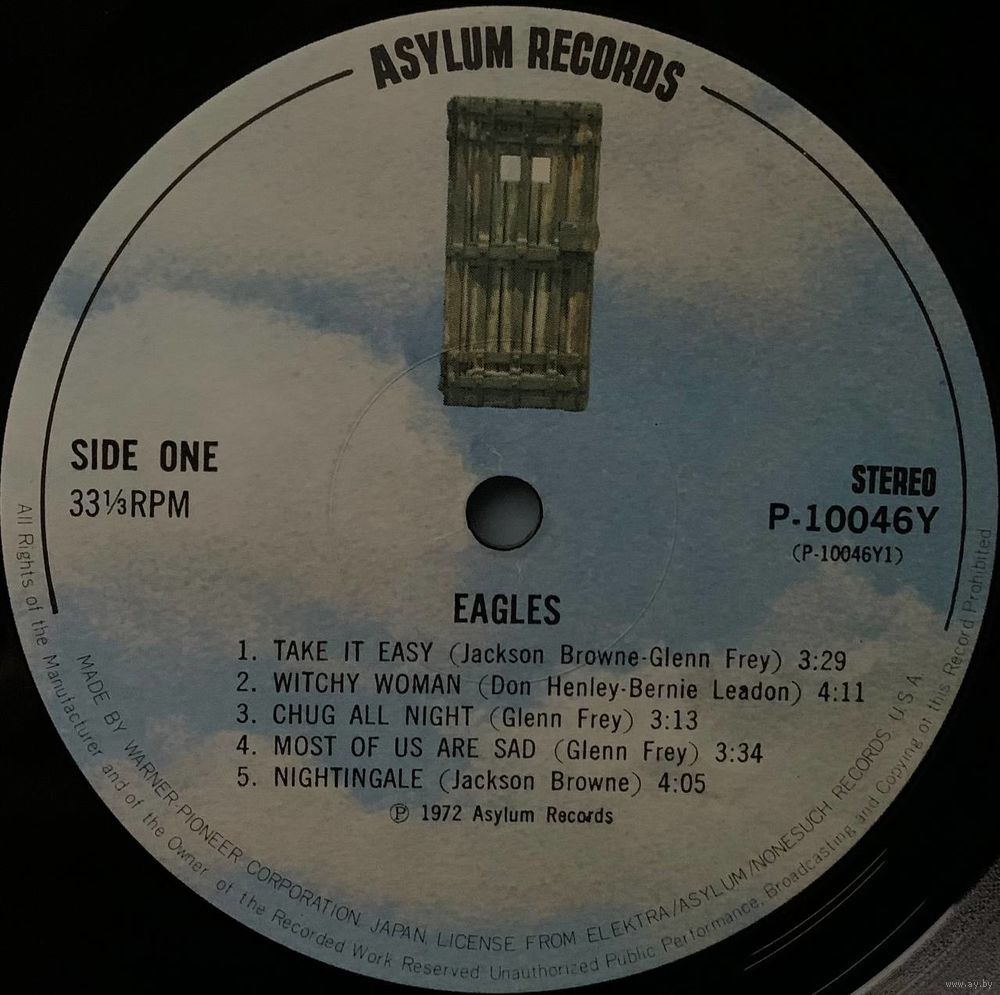 ASYLUM RECORDS
SIDE ONE
33⅓RPM
STEREO
P-10046Y
(P-10046Y1)
EAGLES
1. TAKE IT EASY (Jackson Browne-Glenn Frey) 3:29
2. WITCHY WOMAN (Don Henley-Bernie Leadon) 4:11
3. CHUG ALL NIGHT (Glenn Frey) 3:13
4. MOST OF US ARE SAD (Glenn Frey) 3:34
5. NIGHTINGALE (Jackson Browne) 4:05
Ⓟ 1972 Asylum Records
MADE BY WARNER-PIONEER CORPORATION, JAPAN, LICENSE FROM ELEKTRA/ASYLUM/NONESUCH RECORDS, U.S.A.
All Rights of the Manufacturer and of the Owner of the Recorded Work Reserved Unauthorized Public Performance, Broadcasting and Copying of this Record Prohibited
www.ay.by